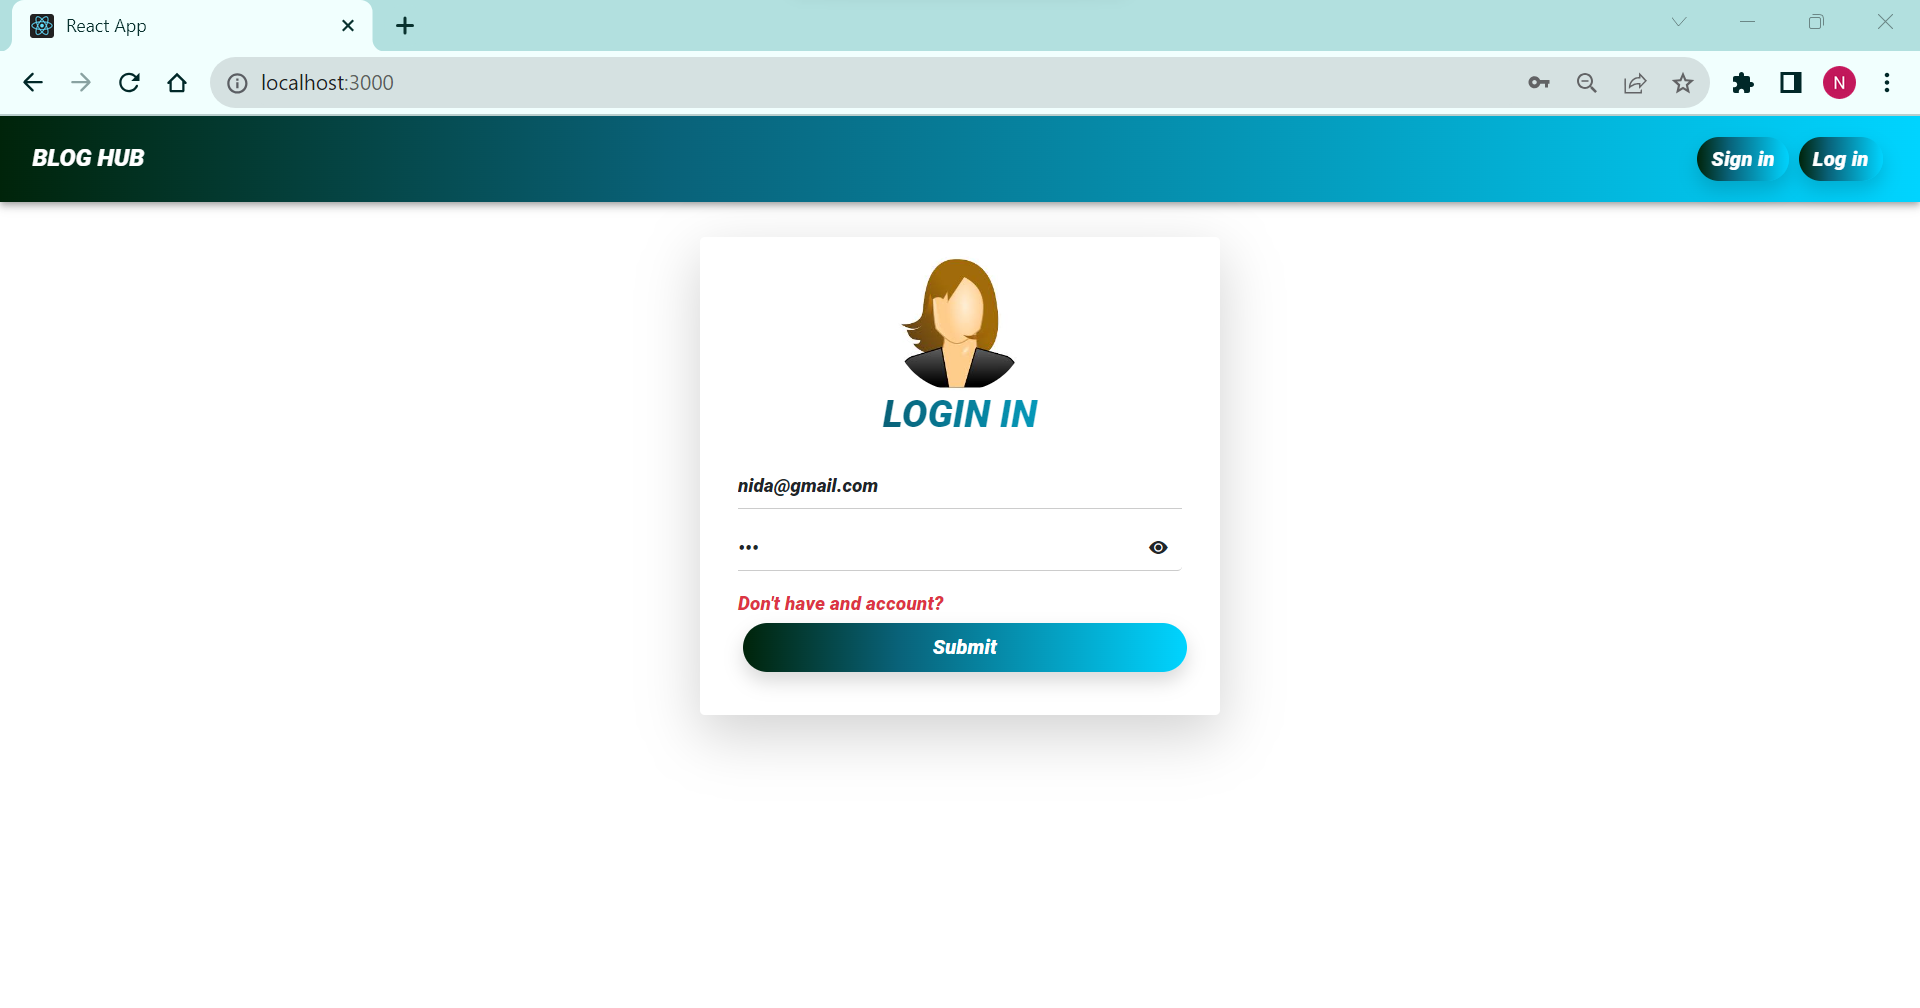 React App
localhost:3000
N
BLOG HUB
Sign in
Log in
LOGIN IN
nida@gmail.com
•••
Don't have and account?
Submit